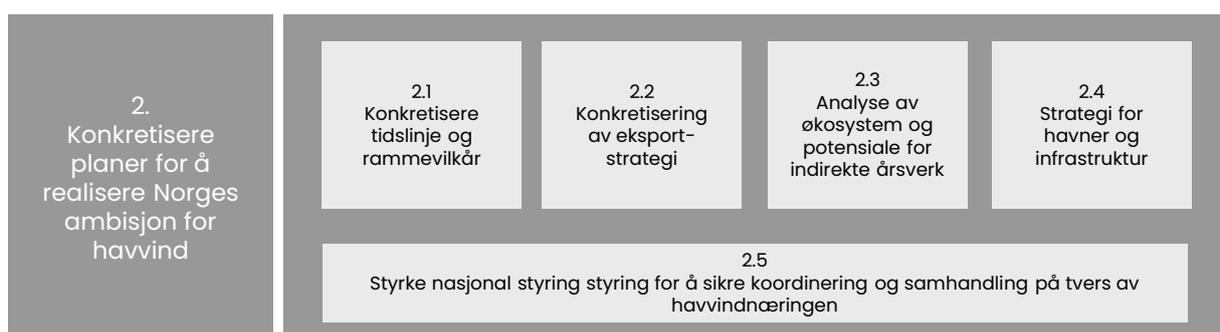 2.
Konkretisere
planer for å
realisere Norges
ambisjon for
havvind
2.1
Konkretisere
tidslinje og
rammevilkår
2.2
Konkretisering
av eksport-
strategi
2.3
Analyse av
økosystem og
potensiale for
indirekte årsverk
2.4
Strategi for
havner og
infrastruktur
2.5
Styrke nasjonal styring styring for å sikre koordinering og samhandling på tvers av
havvindnæringen